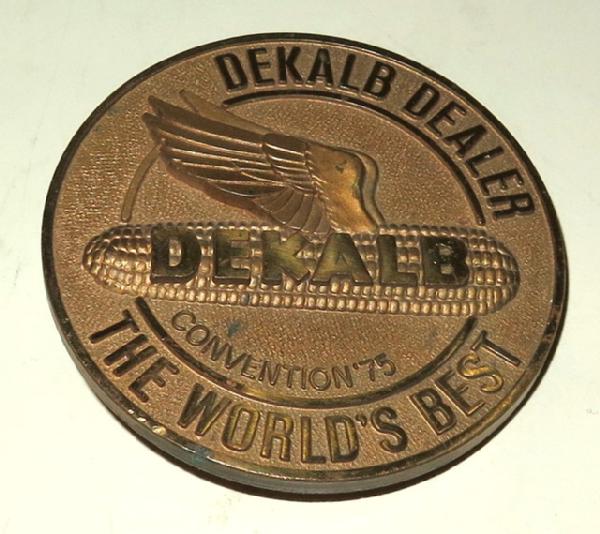 DEKALB DEALER
DEKALB
CONVENTION '75
THE WORLD'S BEST